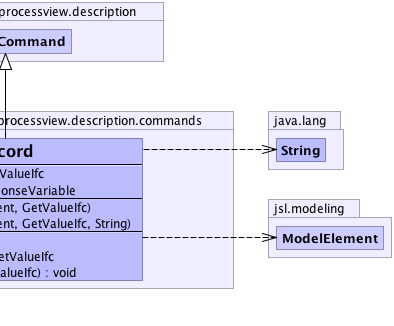 processview.description
Command
processview.description.commands
cord
ValueIfc
onseVariable
ent, GetValueIfc)
ent, GetValueIfc, String)
etValueIfc
alueIfc) : void
java.lang
String
jsl.modeling
ModelElement